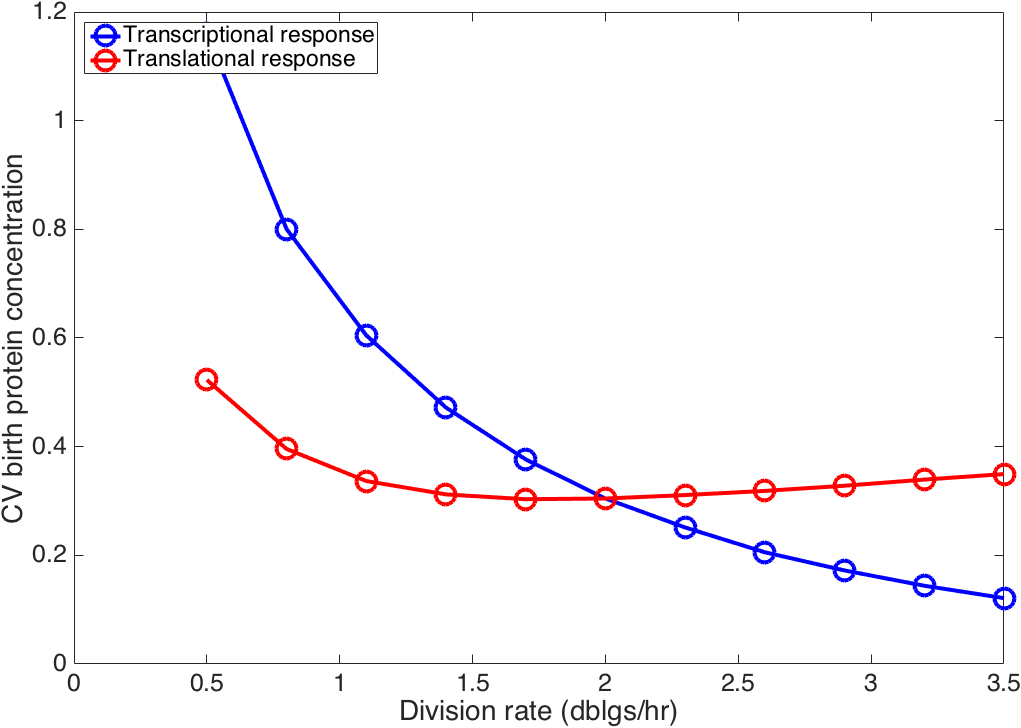 1.2
1
0.8
0.6
0.4
0.2
0
Transcriptional response
Translational response
CV birth protein concentration
0 0.5 1 1.5 2 2.5 3 3.5
Division rate (dblgs/hr)